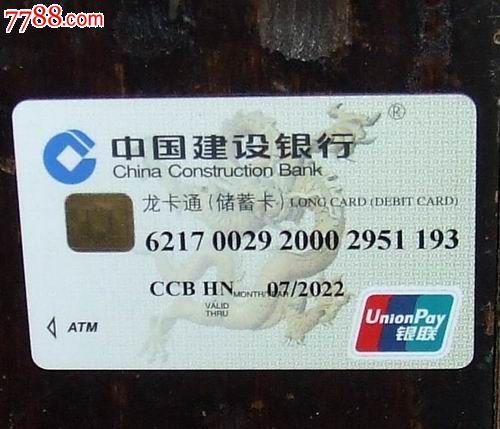 7788.com
®
中国建设银行
China Construction Bank
龙卡通(储蓄卡) LONG CARD (DEBIT CARD)
6217 0029 2000 2951 193
CCB HN MONTH/YEAR 07/2022
VALID
THRU
ATM
UnionPay
银联